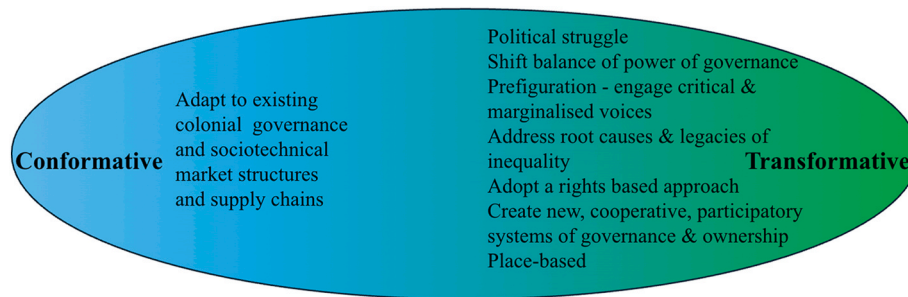 Conformative
Adapt to existing
colonial governance
and sociotechnical
market structures
and supply chains
Political struggle
Shift balance of power of governance
Prefiguration - engage critical &
marginalised voices
Address root causes & legacies of
inequality
Adopt a rights based approach
Create new, cooperative, participatory
systems of governance & ownership
Place-based
Transformative